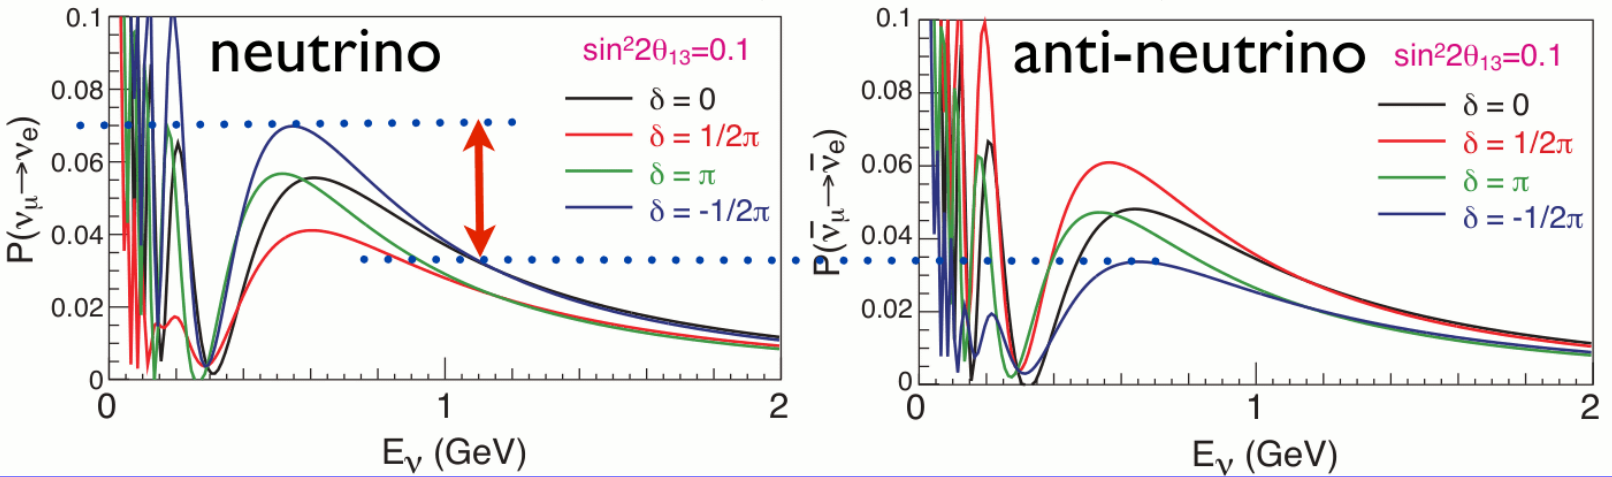 neutrino
sin²2θ₁₃=0.1
δ = 0
δ = 1/2π
δ = π
δ = -1/2π
P(νμ→νe)
0.1
0.08
0.06
0.04
0.02
0
0 1 2
Eν (GeV)
anti-neutrino
sin²2θ₁₃=0.1
δ = 0
δ = 1/2π
δ = π
δ = -1/2π
P(ν̄μ→ν̄e)
0.1
0.08
0.06
0.04
0.02
0
0 1 2
Eν (GeV)